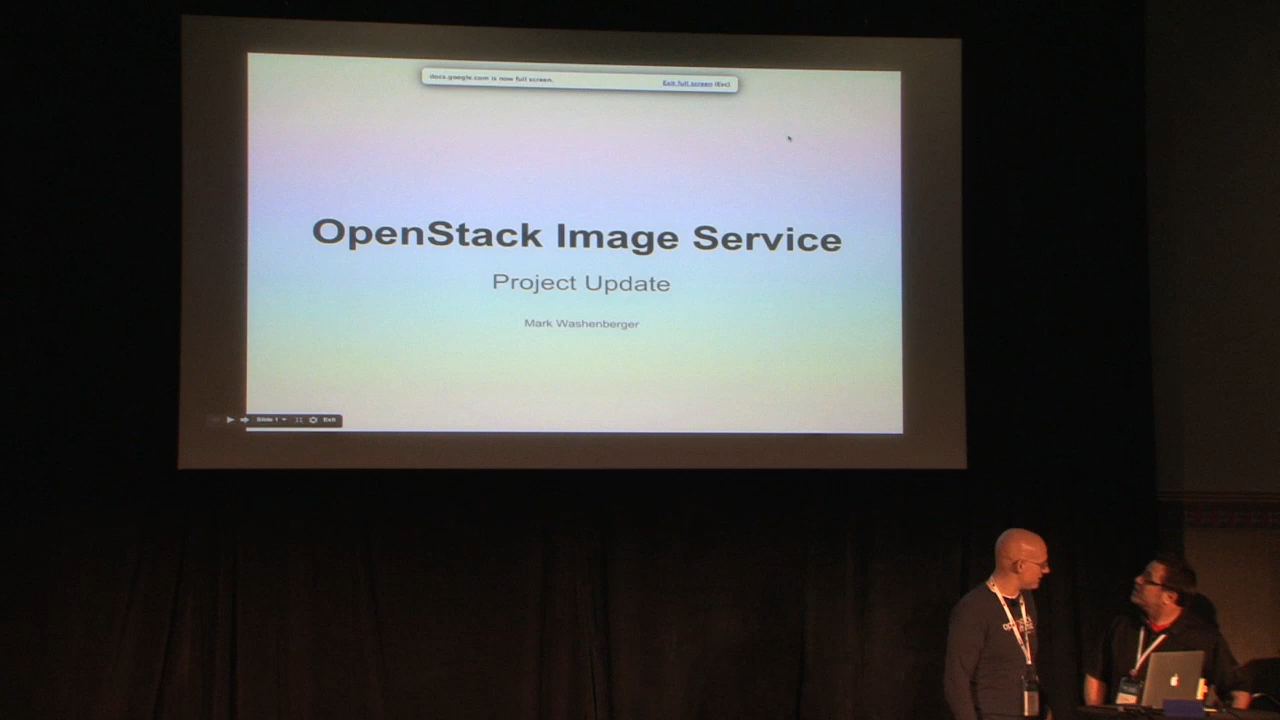 docs.google.com is now full screen. Exit full screen (Esc)
OpenStack Image Service
Project Update
Mark Washenberger
Slide 1 Exit